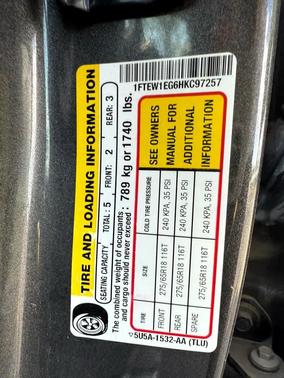 1FTEW1EG6HKC97257
TIRE AND LOADING INFORMATION
SEATING CAPACITY TOTAL: 5 FRONT: 2 REAR: 3
The combined weight of occupants
and cargo should never exceed: 789 kg or 1740 lbs.
TIRE SIZE COLD TIRE PRESSURE
FRONT 275/65R18 116T 240 KPA, 35 PSI
REAR 275/65R18 116T 240 KPA, 35 PSI
SPARE 275/65R18 116T 240 KPA, 35 PSI
SEE OWNERS
MANUAL FOR
ADDITIONAL
INFORMATION
5U5A-1532-AA (TLU)